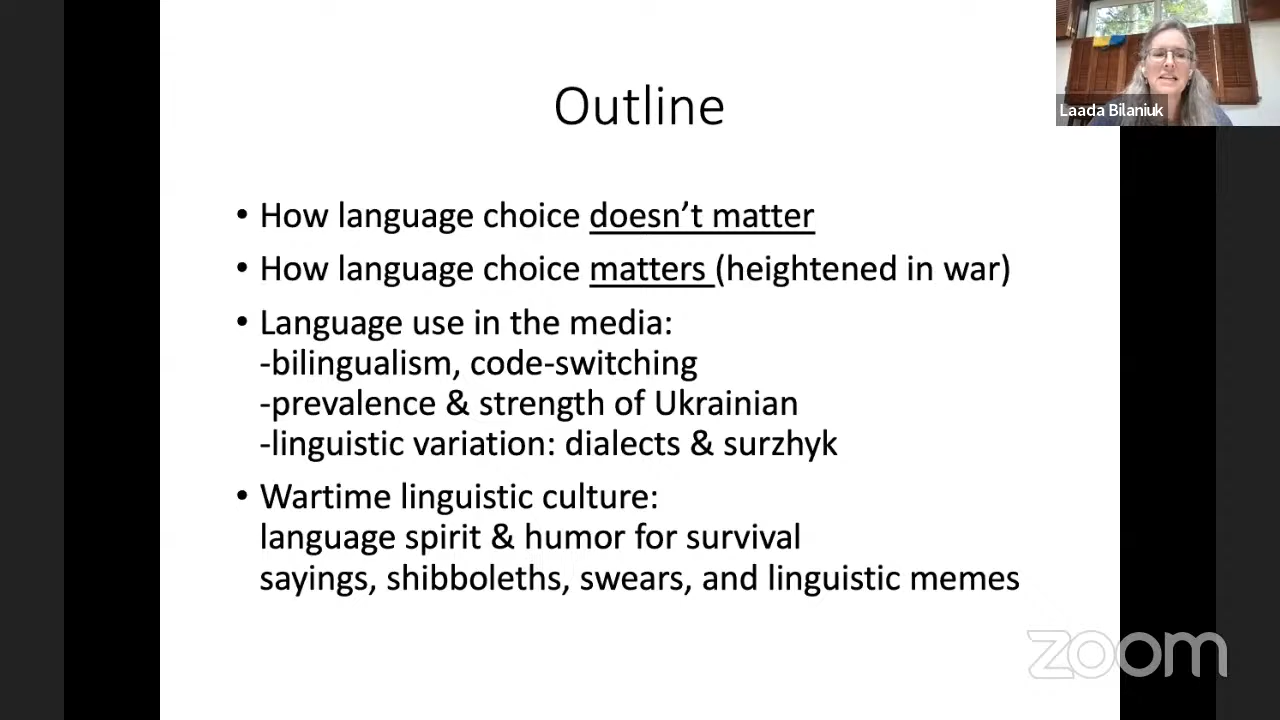 Outline
Laada Bilaniuk
• How language choice doesn’t matter
• How language choice matters (heightened in war)
• Language use in the media:
-bilingualism, code-switching
-prevalence & strength of Ukrainian
-linguistic variation: dialects & surzhyk
• Wartime linguistic culture:
language spirit & humor for survival
sayings, shibboleths, swears, and linguistic memes
zoom